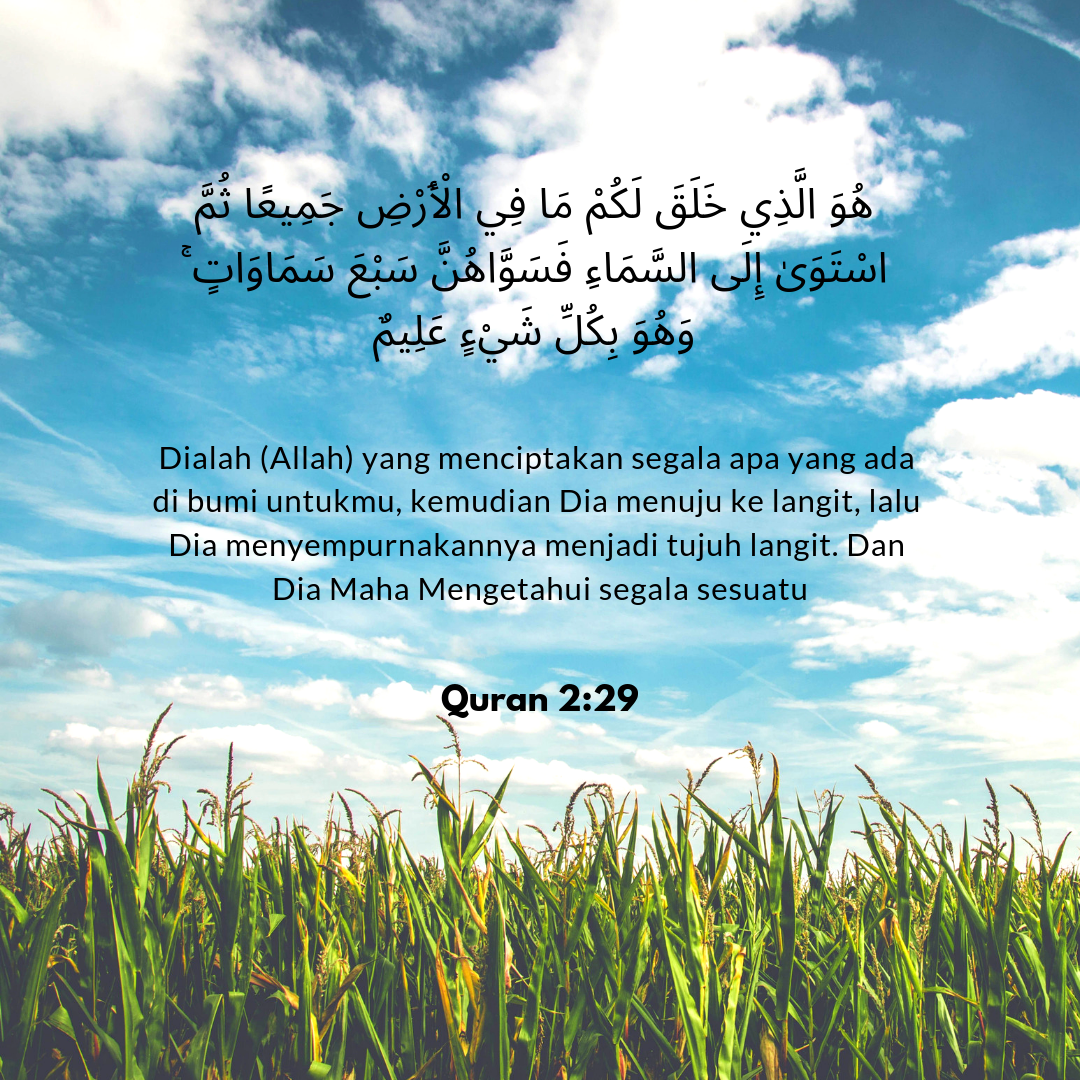 هُوَ الَّذِي خَلَقَ لَكُمْ مَا فِي الْأَرْضِ جَمِيعًا ثُمَّ
اسْتَوَىٰ إِلَى السَّمَاءِ فَسَوَّاهُنَّ سَبْعَ سَمَاوَاتٍ ۚ
وَهُوَ بِكُلِّ شَيْءٍ عَلِيمٌ
Dialah (Allah) yang menciptakan segala apa yang ada
di bumi untukmu, kemudian Dia menuju ke langit, lalu
Dia menyempurnakannya menjadi tujuh langit. Dan
Dia Maha Mengetahui segala sesuatu
Quran 2:29